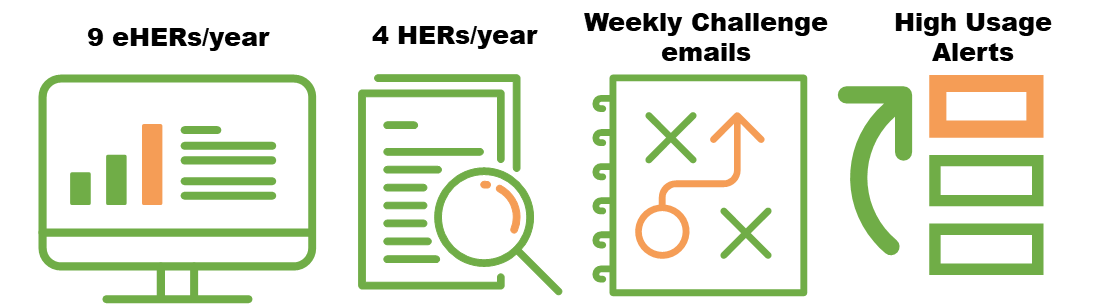 9 eHERs/year
4 HERs/year
Weekly Challenge
emails
High Usage
Alerts